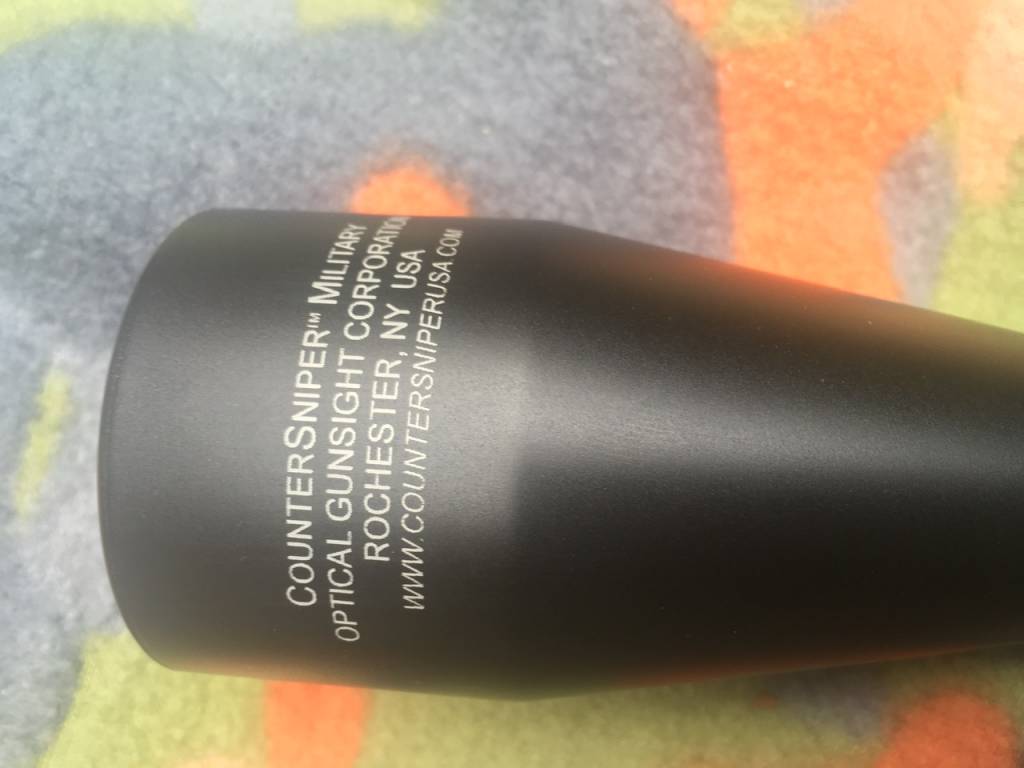 COUNTERSNIPER™ MILITARY
OPTICAL GUNSIGHT CORPORATION
ROCHESTER, NY USA
WWW.COUNTERSNIPERUSA.COM